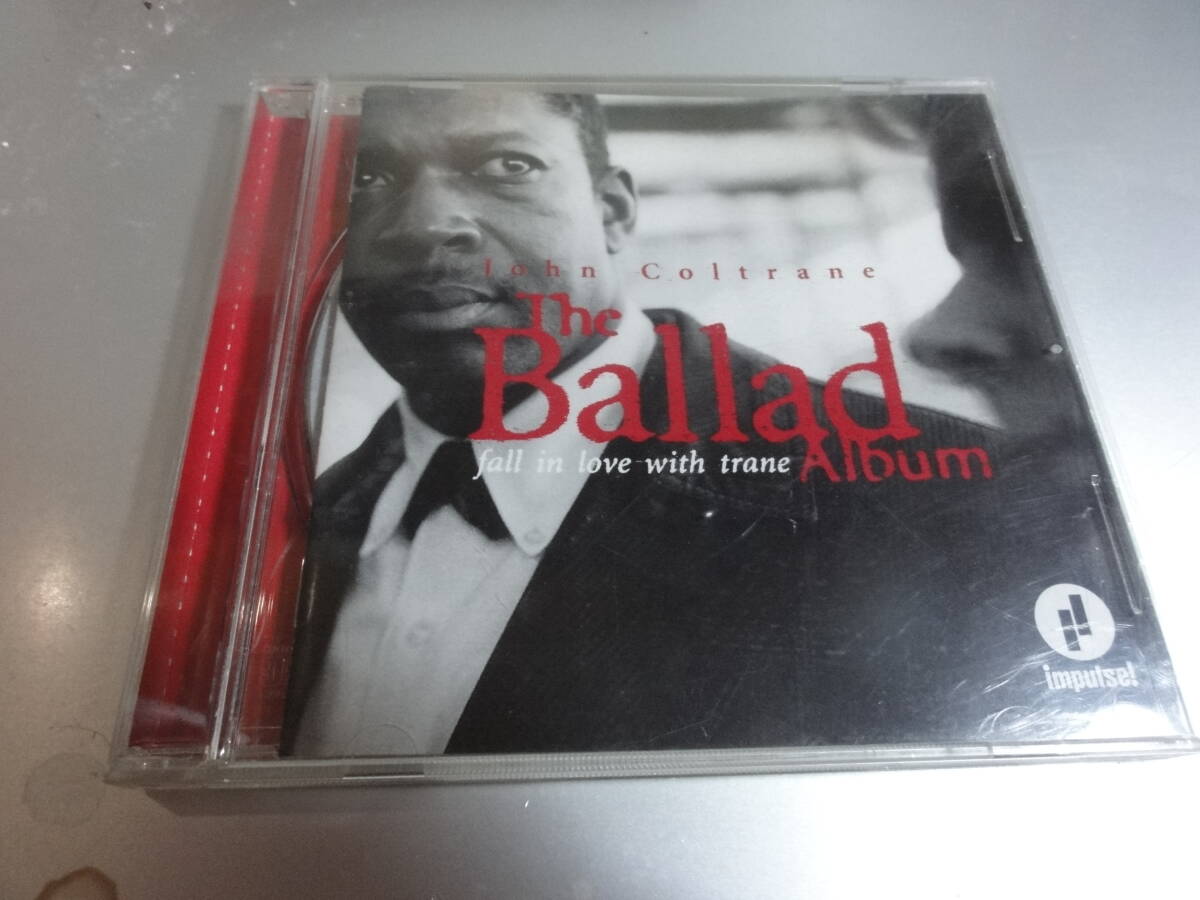 John Coltrane
The
Ballad
Album
fall in love with trane
impulse!